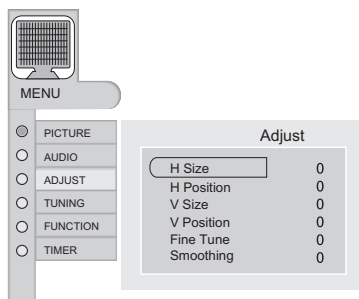 MENU
PICTURE
AUDIO
ADJUST
TUNING
FUNCTION
TIMER
Adjust
H Size 0
H Position 0
V Size 0
V Position 0
Fine Tune 0
Smoothing 0